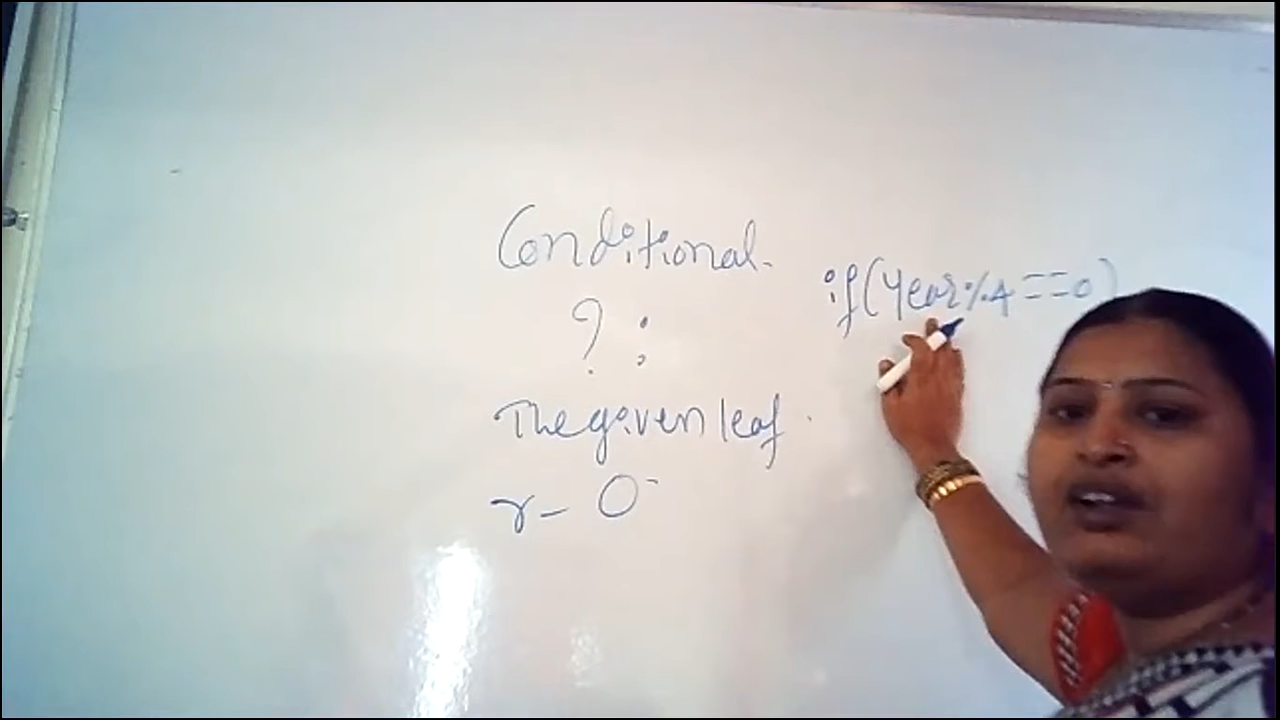 Conditional.
? :
The given leaf
r - 0
if(Year%4==0)